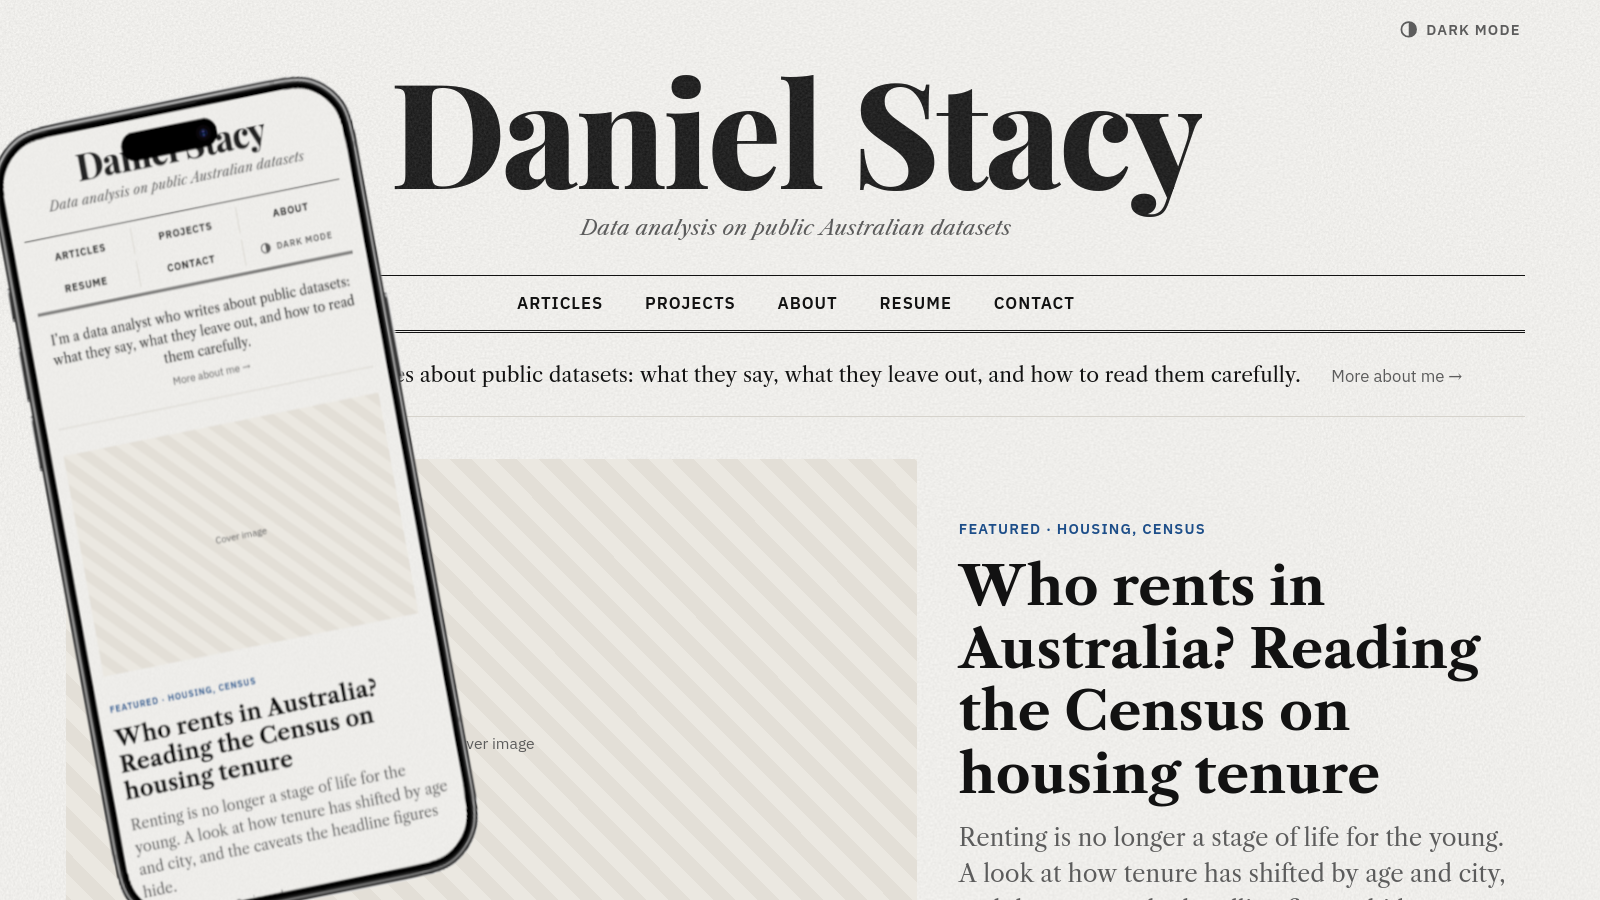 DARK MODE
Daniel Stacy
Data analysis on public Australian datasets
ARTICLES PROJECTS ABOUT RESUME CONTACT
about public datasets: what they say, what they leave out, and how to read them carefully. More about me →
FEATURED · HOUSING, CENSUS
Who rents in
Australia? Reading
the Census on
housing tenure
Renting is no longer a stage of life for the young.
A look at how tenure has shifted by age and city,
image
Daniel Stacy
Data analysis on public Australian datasets
ARTICLES PROJECTS ABOUT
RESUME CONTACT DARK MODE
I'm a data analyst who writes about public datasets:
what they say, what they leave out, and how to read
them carefully.
More about me →
Cover image
FEATURED · HOUSING, CENSUS
Who rents in Australia?
Reading the Census on
housing tenure
Renting is no longer a stage of life for the
young. A look at how tenure has shifted by age
and city, and the caveats the headline figures
hide.